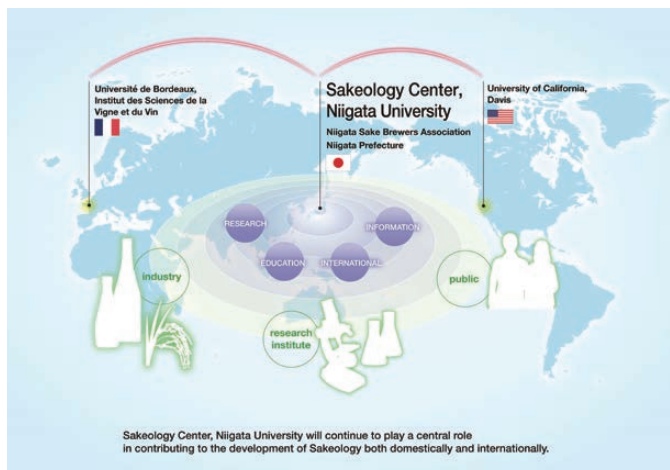 Université de Bordeaux,
Institut des Sciences de la
Vigne et du Vin
Sakeology Center,
Niigata University
Niigata Sake Brewers Association
Niigata Prefecture
University of California,
Davis
RESEARCH
INFORMATION
EDUCATION
INTERNATIONAL
industry
public
research
institute
Sakeology Center, Niigata University will continue to play a central role
in contributing to the development of Sakeology both domestically and internationally.